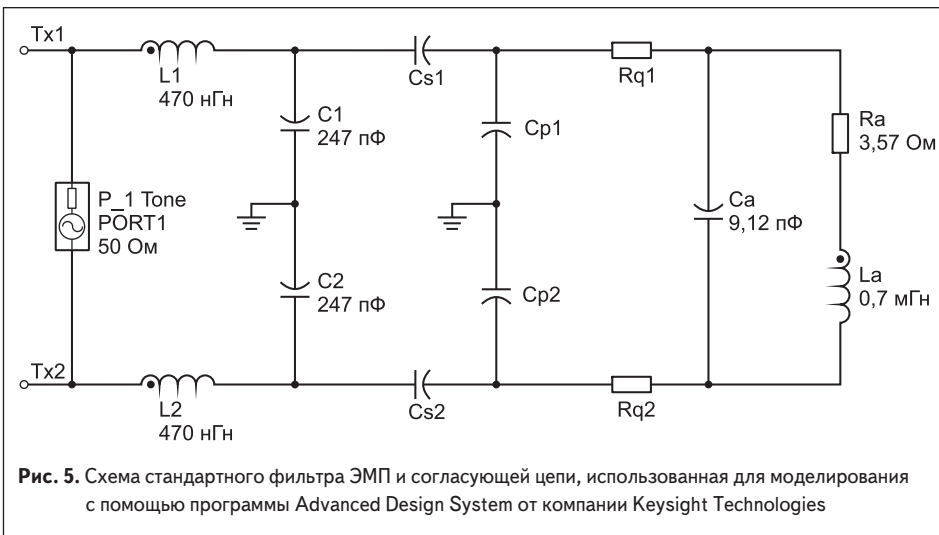 Tx1
L1
470 нГн
Cs1
Rq1
C1
247 пФ
Cp1
Ra
3,57 Ом
P_1 Tone
PORT1
50 Ом
Ca
9,12 пФ
C2
247 пФ
Cp2
La
0,7 мГн
Tx2
L2
470 нГн
Cs2
Rq2
Рис. 5. Схема стандартного фильтра ЭМП и согласующей цепи, использованная для моделирования
с помощью программы Advanced Design System от компании Keysight Technologies